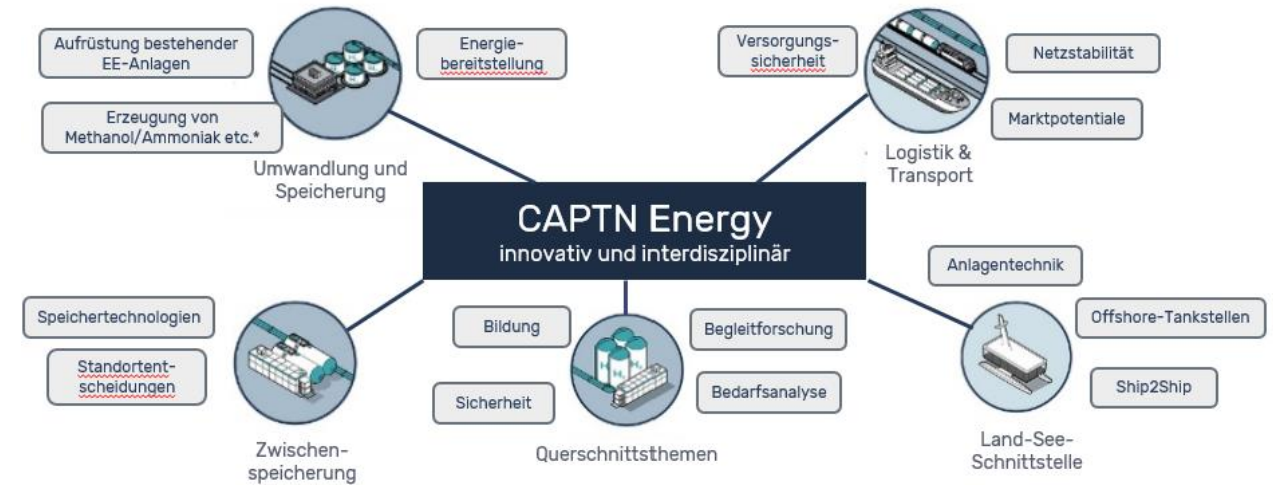 Aufrüstung bestehender
EE-Anlagen
Energie-
bereitstellung
Erzeugung von
Methanol/Ammoniak etc.*
Umwandlung und
Speicherung
Versorgungs-
sicherheit
Netzstabilität
Marktpotentiale
Logistik &
Transport
CAPTN Energy
innovativ und interdisziplinär
Speichertechnologien
Standortent-
scheidungen
Zwischen-
speicherung
Bildung
Begleitforschung
Sicherheit
Bedarfsanalyse
Querschnittsthemen
Anlagentechnik
Offshore-Tankstellen
Ship2Ship
Land-See-
Schnittstelle